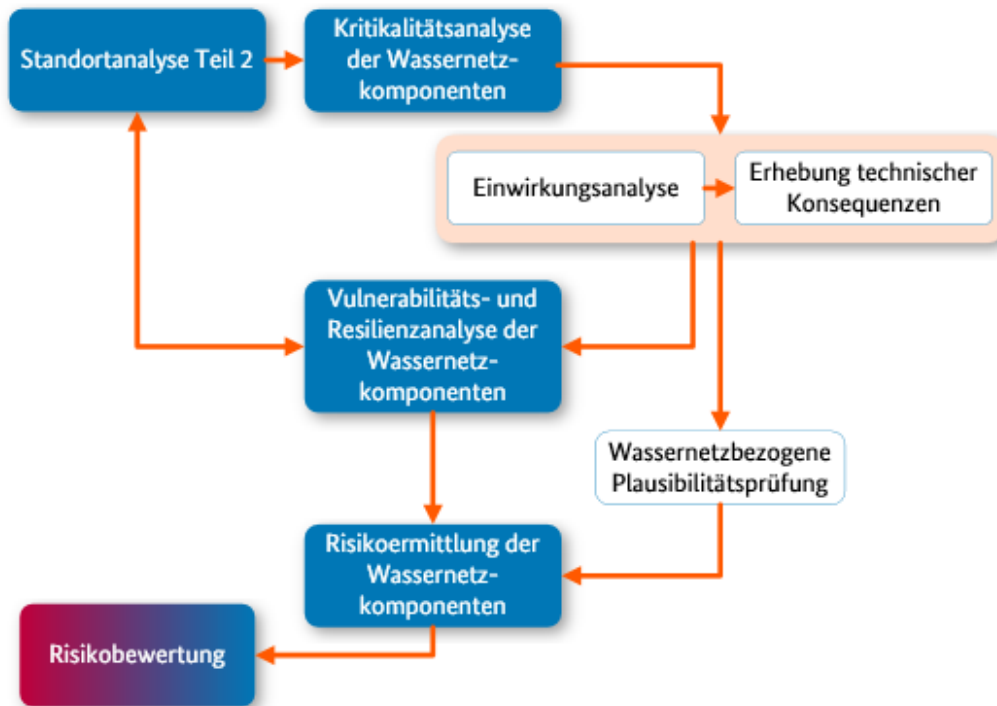 Standortanalyse Teil 2
Kritikalitätsanalyse
der Wassernetz-
komponenten
Einwirkungsanalyse
Erhebung technischer
Konsequenzen
Vulnerabilitäts- und
Resilienzanalyse der
Wassernetz-
komponenten
Wassernetzbezogene
Plausibilitätsprüfung
Risikoermittlung der
Wassernetz-
komponenten
Risikobewertung